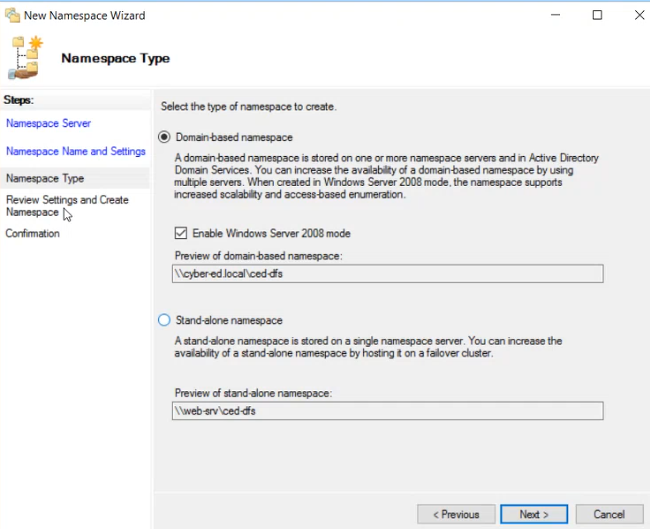 New Namespace Wizard
Namespace Type
Steps:
Namespace Server
Namespace Name and Settings
Namespace Type
Review Settings and Create
Namespace
Confirmation
Select the type of namespace to create.
Domain-based namespace
A domain-based namespace is stored on one or more namespace servers and in Active Directory
Domain Services. You can increase the availability of a domain-based namespace by using
multiple servers. When created in Windows Server 2008 mode, the namespace supports
increased scalability and access-based enumeration.
Enable Windows Server 2008 mode
Preview of domain-based namespace:
\\cyber-ed.local\ced-dfs
Stand-alone namespace
A stand-alone namespace is stored on a single namespace server. You can increase the
availability of a stand-alone namespace by hosting it on a failover cluster.
Preview of stand-alone namespace:
\\web-srv\ced-dfs
< Previous
Next >
Cancel